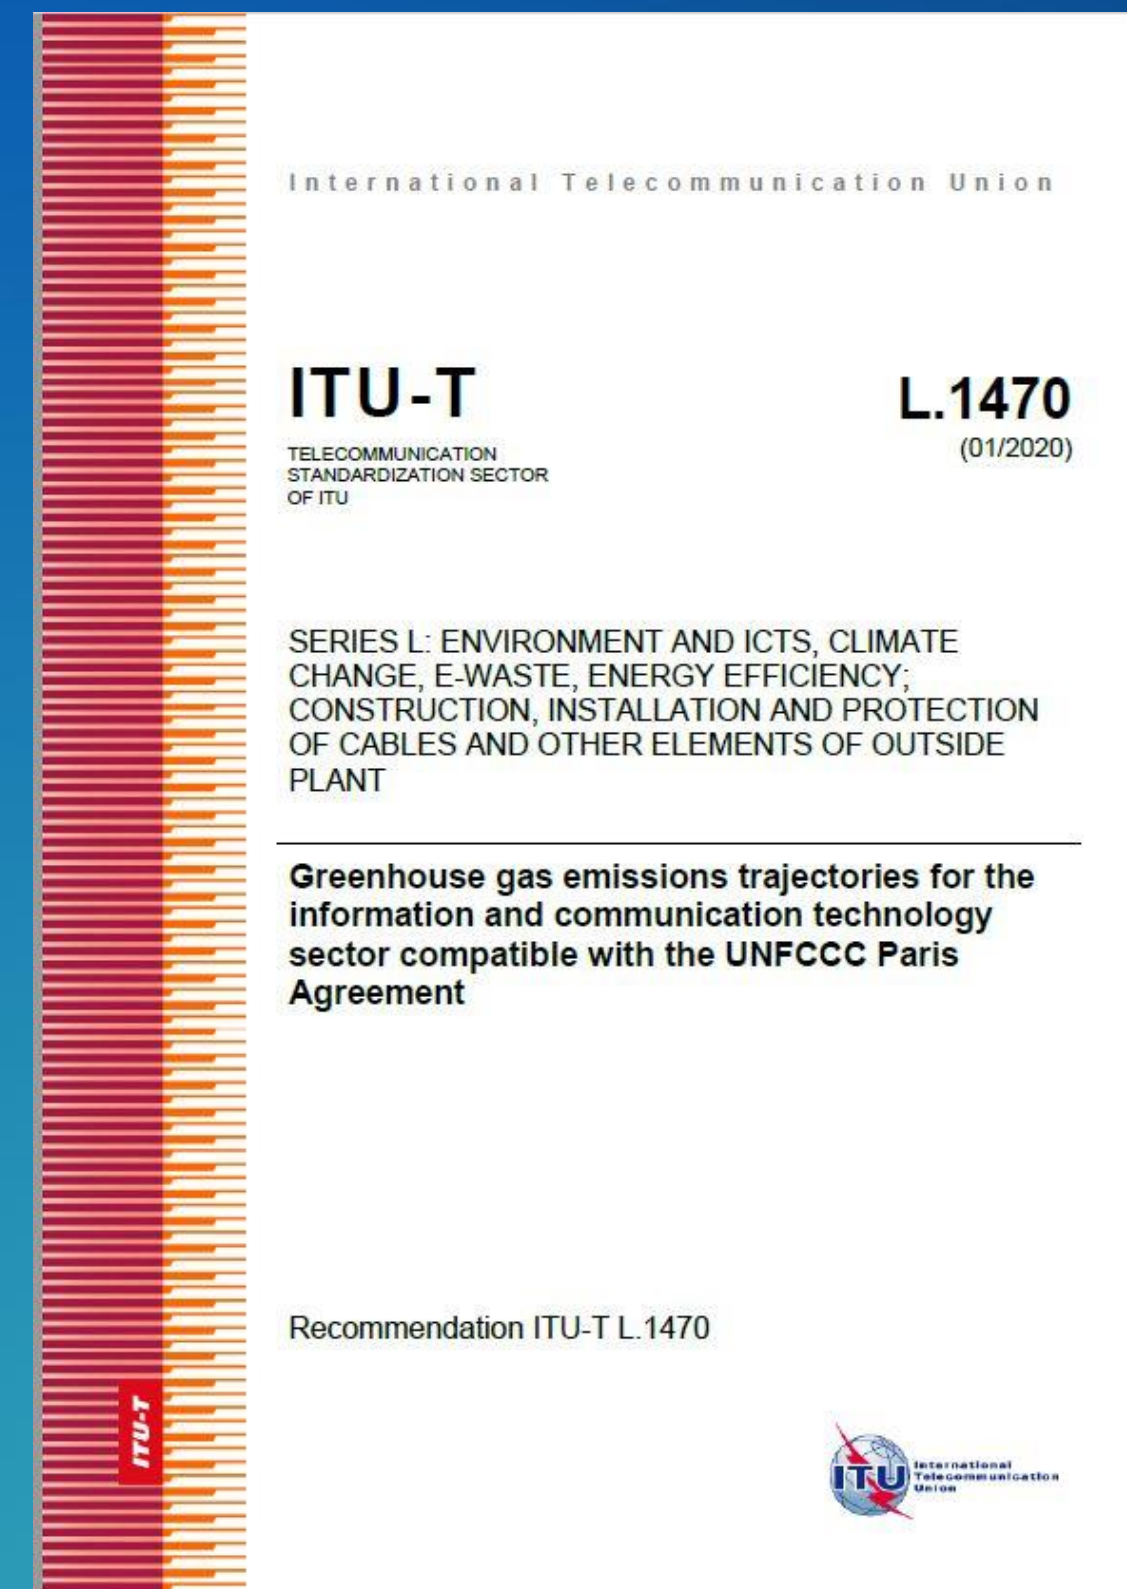 International Telecommunication Union
ITU-T
L.1470
(01/2020)
TELECOMMUNICATION
STANDARDIZATION SECTOR
OF ITU
SERIES L: ENVIRONMENT AND ICTS, CLIMATE
CHANGE, E-WASTE, ENERGY EFFICIENCY;
CONSTRUCTION, INSTALLATION AND PROTECTION
OF CABLES AND OTHER ELEMENTS OF OUTSIDE
PLANT
Greenhouse gas emissions trajectories for the
information and communication technology
sector compatible with the UNFCCC Paris
Agreement
Recommendation ITU-T L.1470
ITU-T
ITU
International
Telecommunication
Union